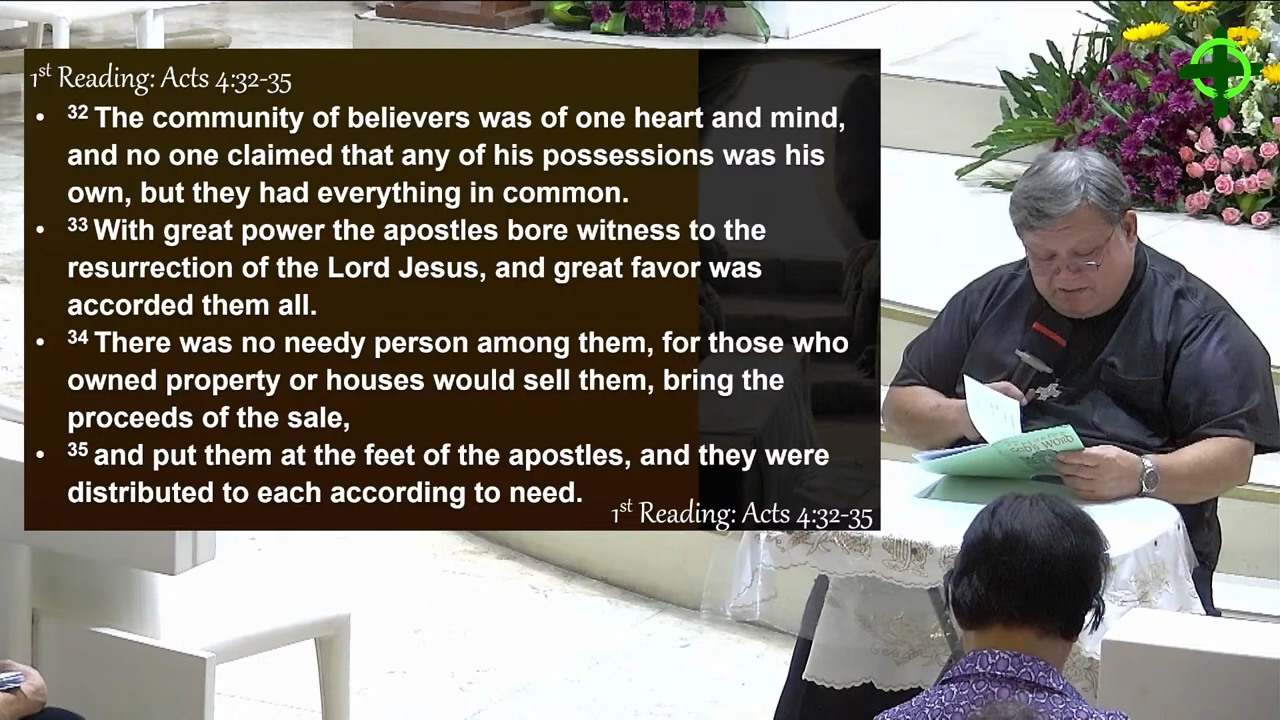 1st Reading: Acts 4:32-35
• 32 The community of believers was of one heart and mind,
and no one claimed that any of his possessions was his
own, but they had everything in common.
• 33 With great power the apostles bore witness to the
resurrection of the Lord Jesus, and great favor was
accorded them all.
• 34 There was no needy person among them, for those who
owned property or houses would sell them, bring the
proceeds of the sale,
• 35 and put them at the feet of the apostles, and they were
distributed to each according to need.
1st Reading: Acts 4:32-35
GOD'S WORD